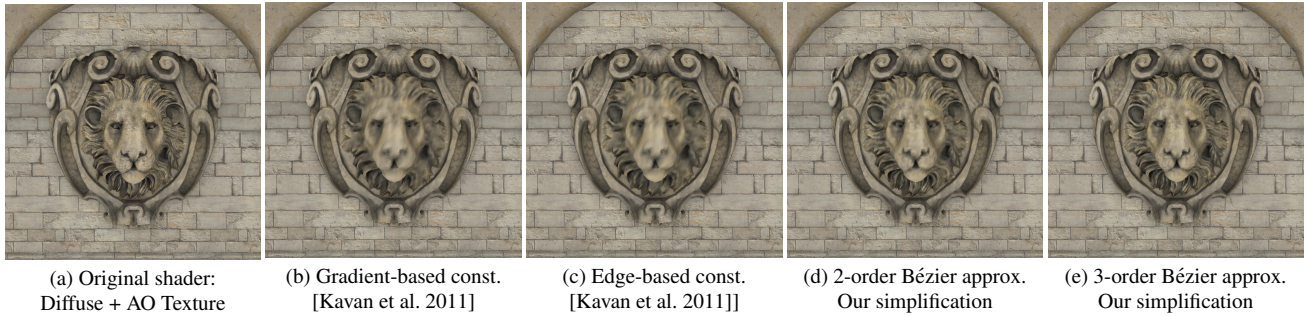 (a) Original shader:
Diffuse + AO Texture
(b) Gradient-based const.
[Kavan et al. 2011]
(c) Edge-based const.
[Kavan et al. 2011]]
(d) 2-order Bézier approx.
Our simplification
(e) 3-order Bézier approx.
Our simplification